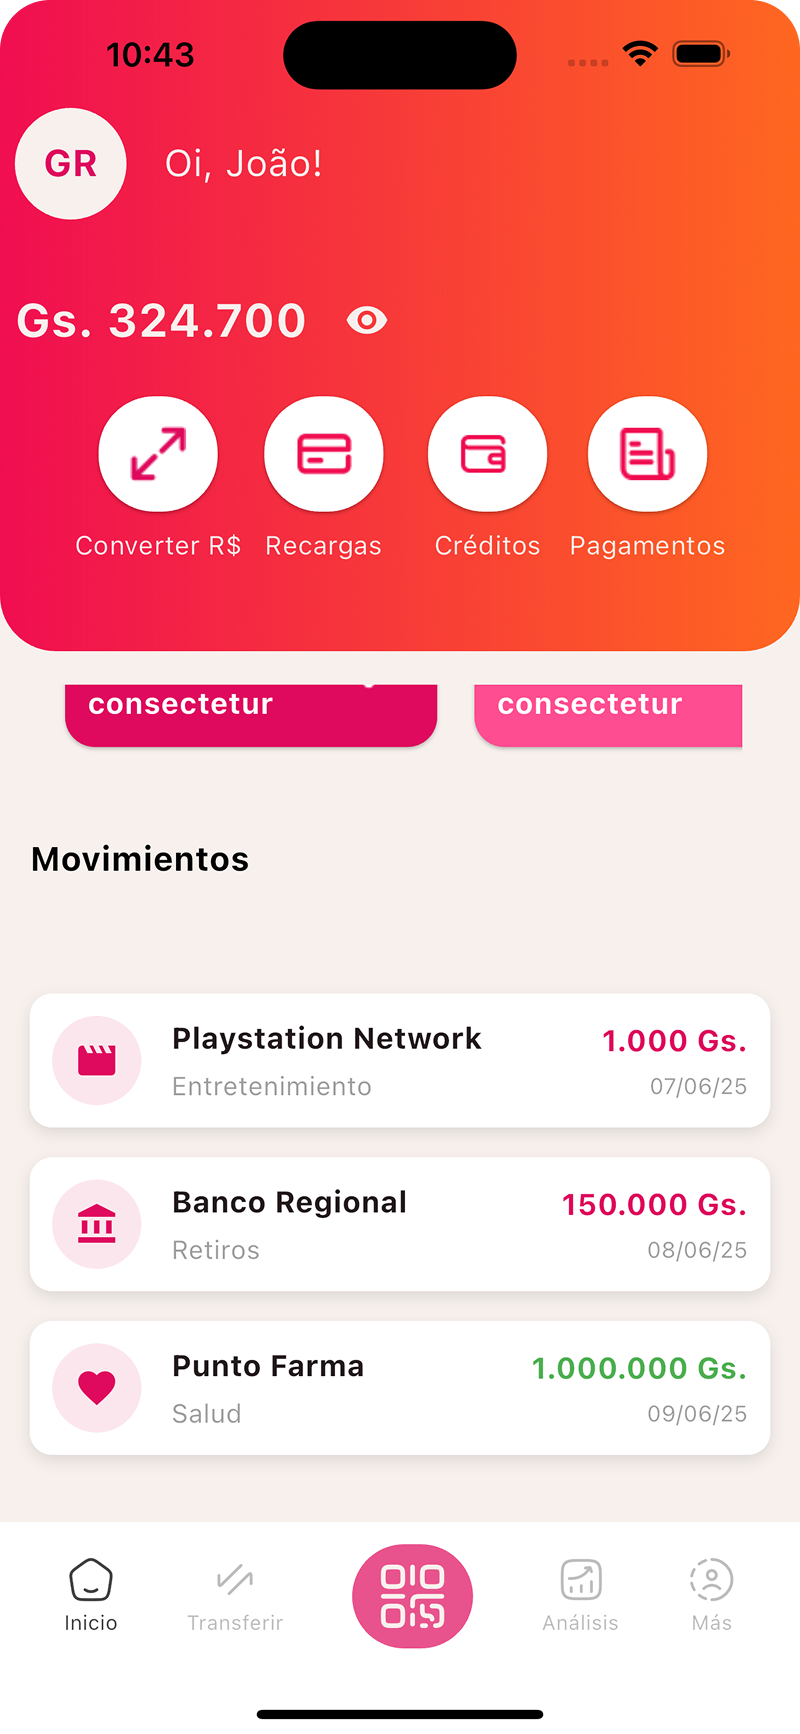 10:43
GR
Oi, João!
Gs. 324.700
Converter R$ Recargas Créditos Pagamentos
consectetur consectetur
Movimientos
Playstation Network 1.000 Gs.
Entretenimiento 07/06/25
Banco Regional 150.000 Gs.
Retiros 08/06/25
Punto Farma 1.000.000 Gs.
Salud 09/06/25
Inicio Transferir Análisis Más